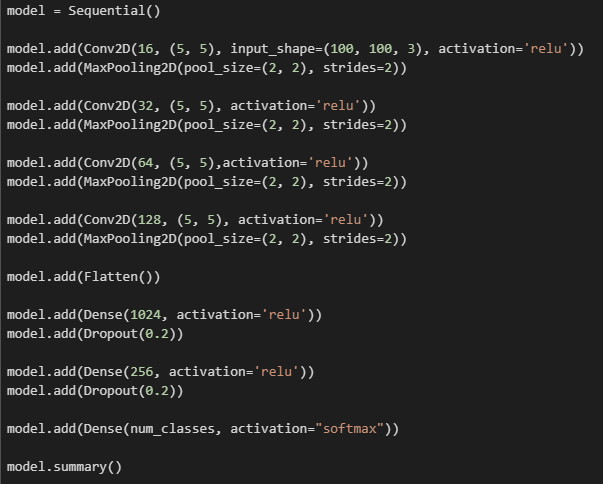 model = Sequential()
model.add(Conv2D(16, (5, 5), input_shape=(100, 100, 3), activation='relu'))
model.add(MaxPooling2D(pool_size=(2, 2), strides=2))
model.add(Conv2D(32, (5, 5), activation='relu'))
model.add(MaxPooling2D(pool_size=(2, 2), strides=2))
model.add(Conv2D(64, (5, 5),activation='relu'))
model.add(MaxPooling2D(pool_size=(2, 2), strides=2))
model.add(Conv2D(128, (5, 5), activation='relu'))
model.add(MaxPooling2D(pool_size=(2, 2), strides=2))
model.add(Flatten())
model.add(Dense(1024, activation='relu'))
model.add(Dropout(0.2))
model.add(Dense(256, activation='relu'))
model.add(Dropout(0.2))
model.add(Dense(num_classes, activation="softmax"))
model.summary()